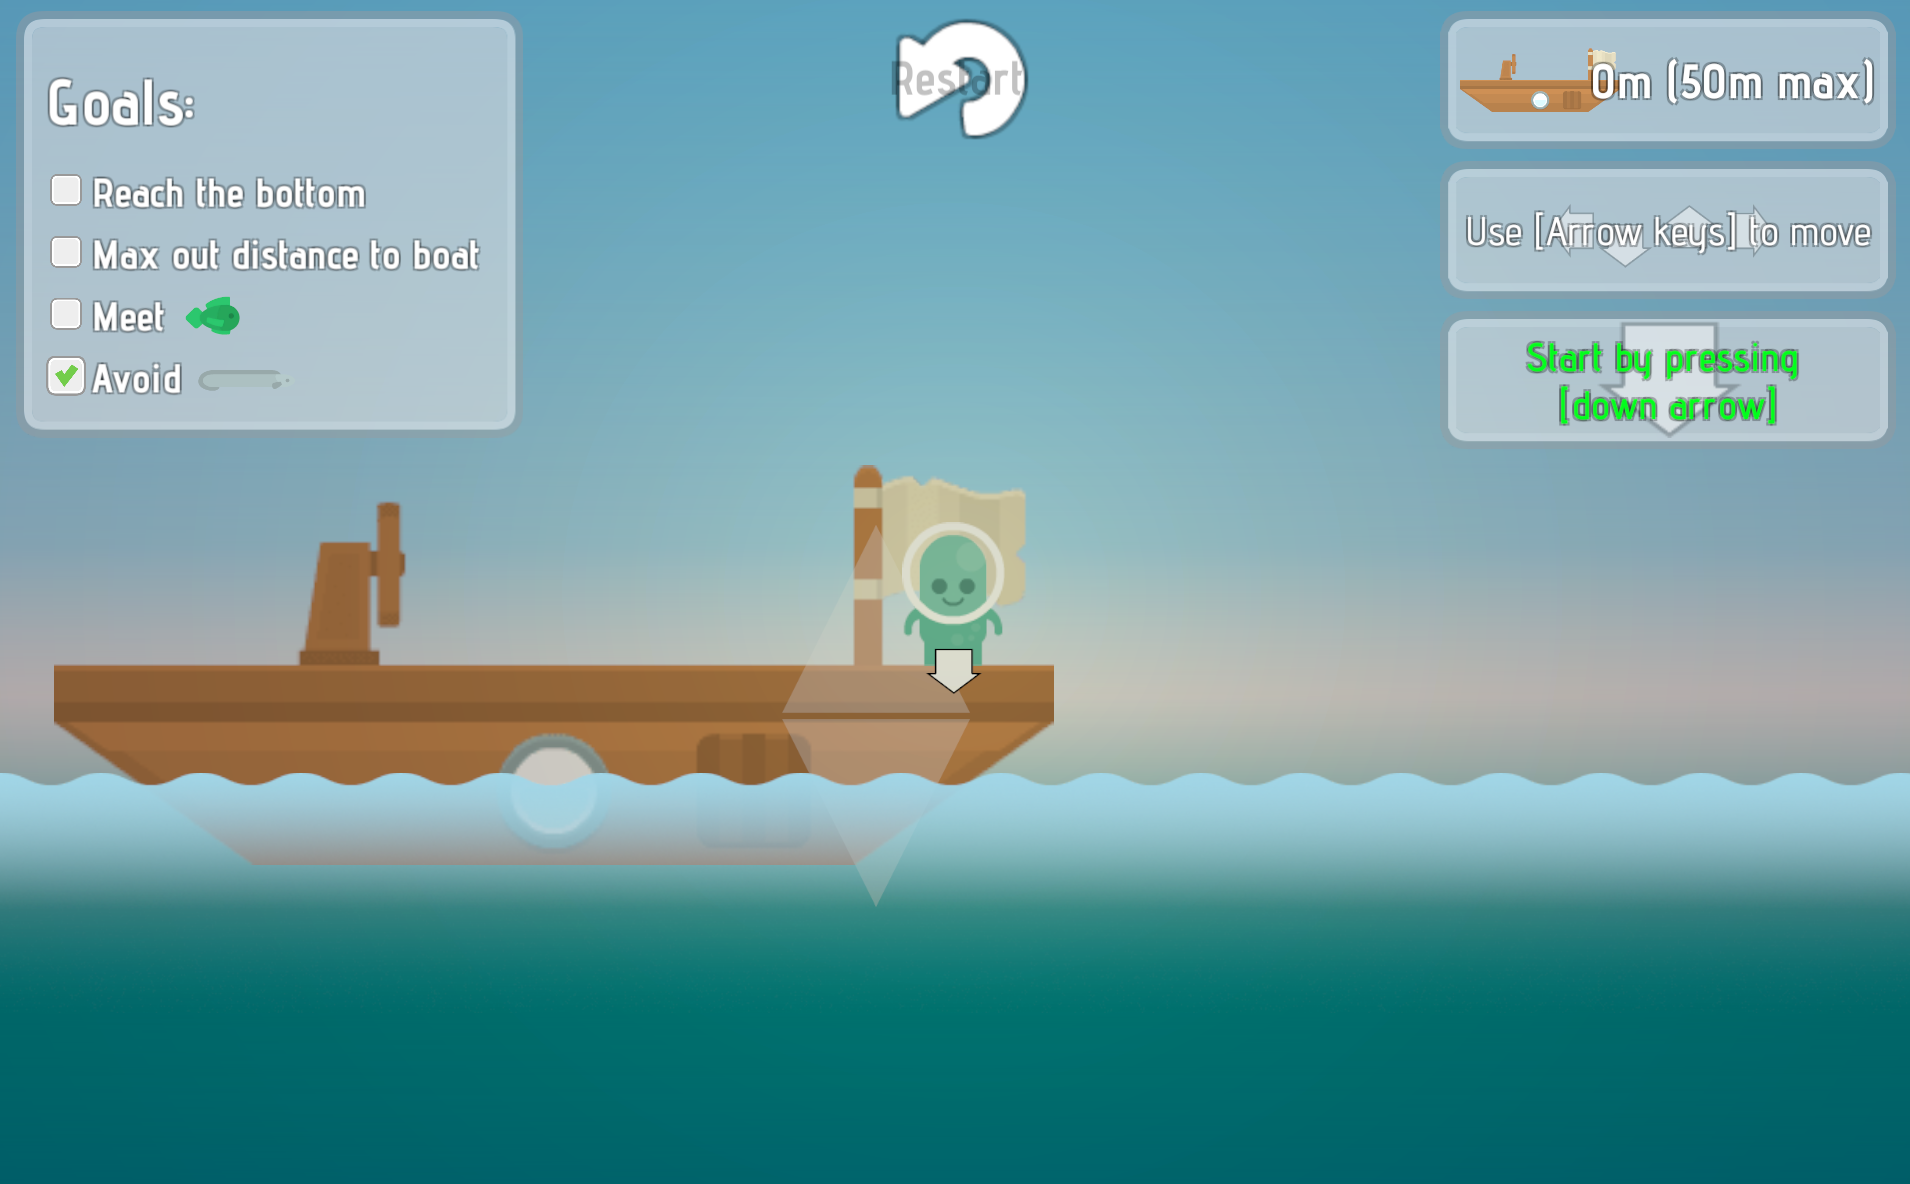 Goals:
Reach the bottom
Max out distance to boat
Meet
Avoid
Restart
0m (50m max)
Use [Arrow keys] to move
Start by pressing
[down arrow]